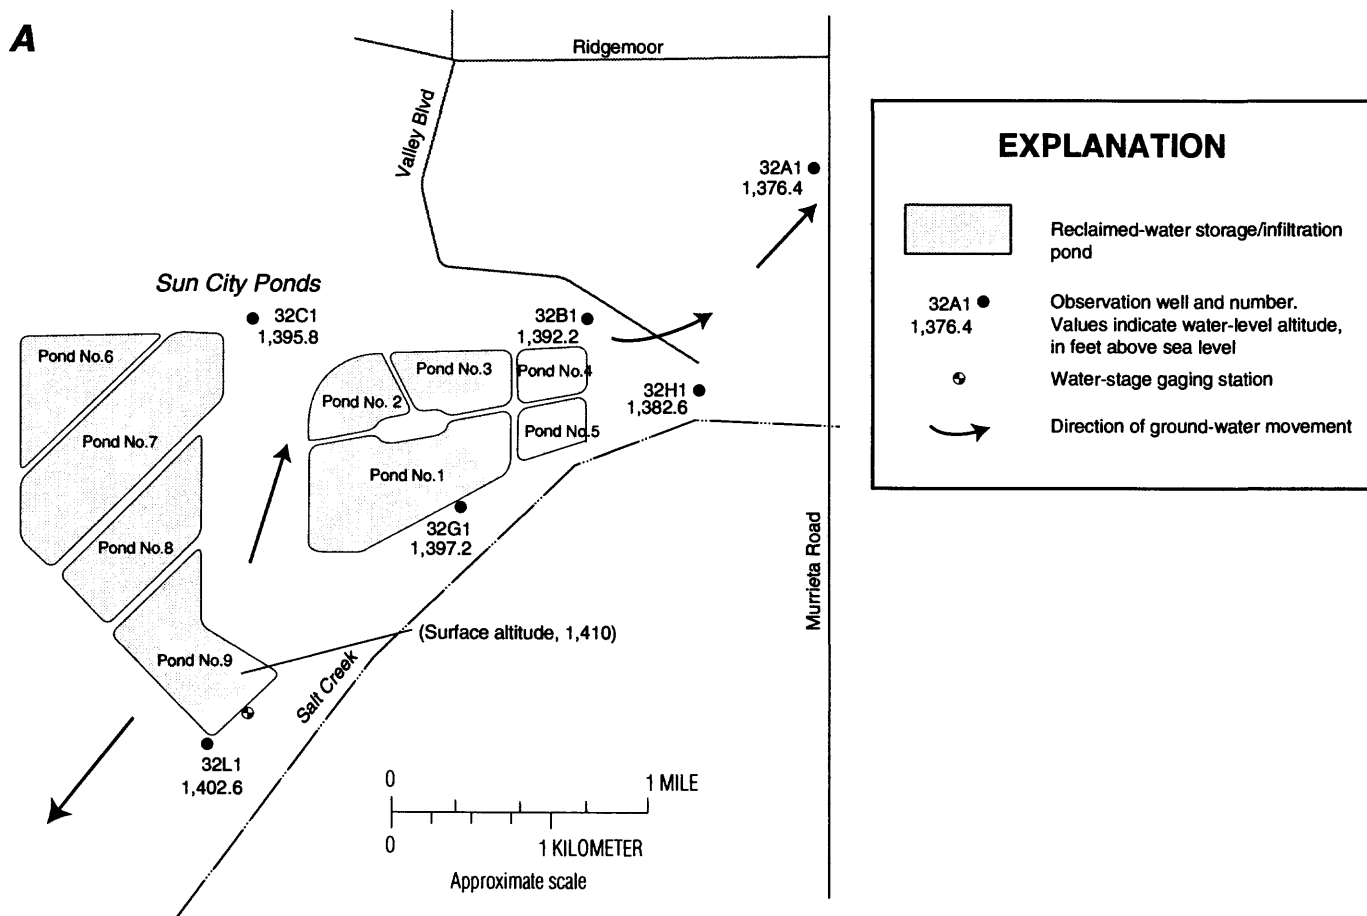 A
Ridgemoor
Valley Blvd
32A1
1,376.4
Sun City Ponds
32C1
1,395.8
32B1
1,392.2
Pond No.6
Pond No.3
Pond No.4
32H1
1,382.6
Pond No. 2
Pond No.7
Pond No.5
Pond No.1
32G1
1,397.2
Pond No.8
Murrieta Road
(Surface altitude, 1,410)
Pond No.9
Salt Creek
32L1
1,402.6
0
1 MILE
0
1 KILOMETER
Approximate scale
EXPLANATION
Reclaimed-water storage/infiltration
pond
32A1
1,376.4
Observation well and number.
Values indicate water-level altitude,
in feet above sea level
Water-stage gaging station
Direction of ground-water movement